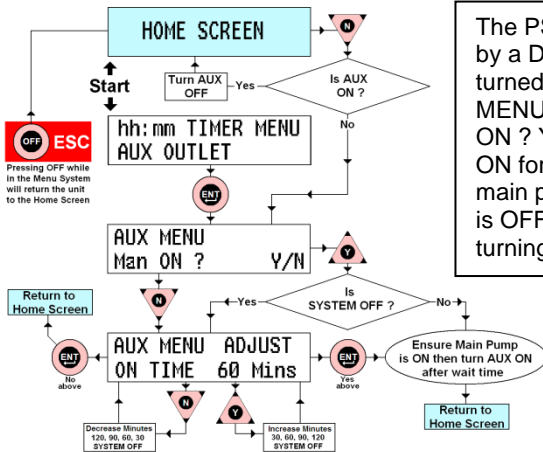 HOME SCREEN
N
Start
Turn AUX
OFF
Yes
Is AUX
ON ?
No
OFF ESC
Pressing OFF while
in the Menu System
will return the unit
to the Home Screen
hh:mm TIMER MENU
AUX OUTLET
ENT
AUX MENU
Man ON ? Y/N
Y
N
Is
SYSTEM OFF ?
Yes
No
Return to
Home Screen
ENT
No
above
AUX MENU ADJUST
ON TIME 60 Mins
ENT
Yes
above
Ensure Main Pump
is ON then turn AUX ON
after wait time
Return to
Home Screen
N
Y
Decrease Minutes
120, 90, 60, 30
SYSTEM OFF
Increase Minutes
30, 60, 90, 120
SYSTEM OFF
The
by a
turned
MENU
ON ? Y
ON for
main p
is OFF
turning